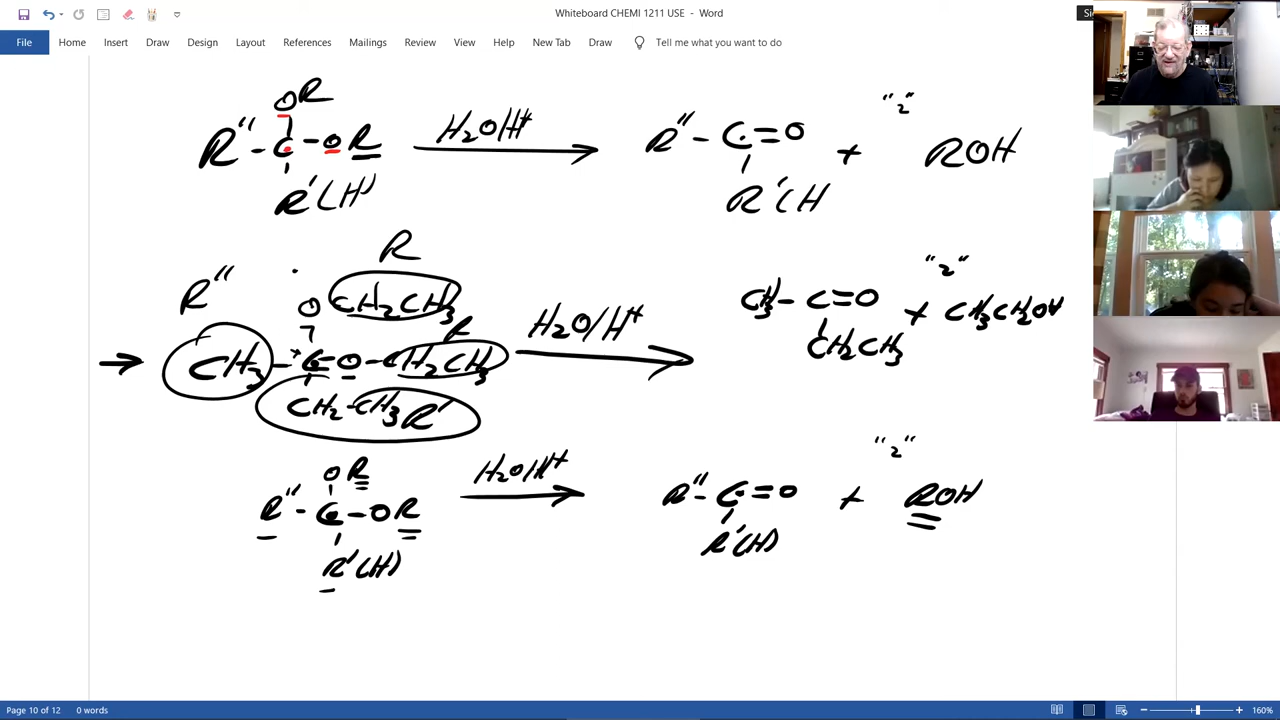 Whiteboard CHEMI 1211 USE - Word
File Home Insert Draw Design Layout References Mailings Review View Help New Tab Draw Tell me what you want to do
OR
R" - C - OR H2O/H+ R" - C = O + "2" ROH
R'(H) R'(H
R
R" O CH2CH3 R
CH3 - C - O - CH2CH3 H2O/H+ CH3 - C = O + "2" CH3CH2OH
CH2 - CH3 R' CH2CH3
OR
R" - C - OR H2O/H+ R" - C = O + "2" ROH
R'(H) R'(H)
Page 10 of 12 0 words 160%